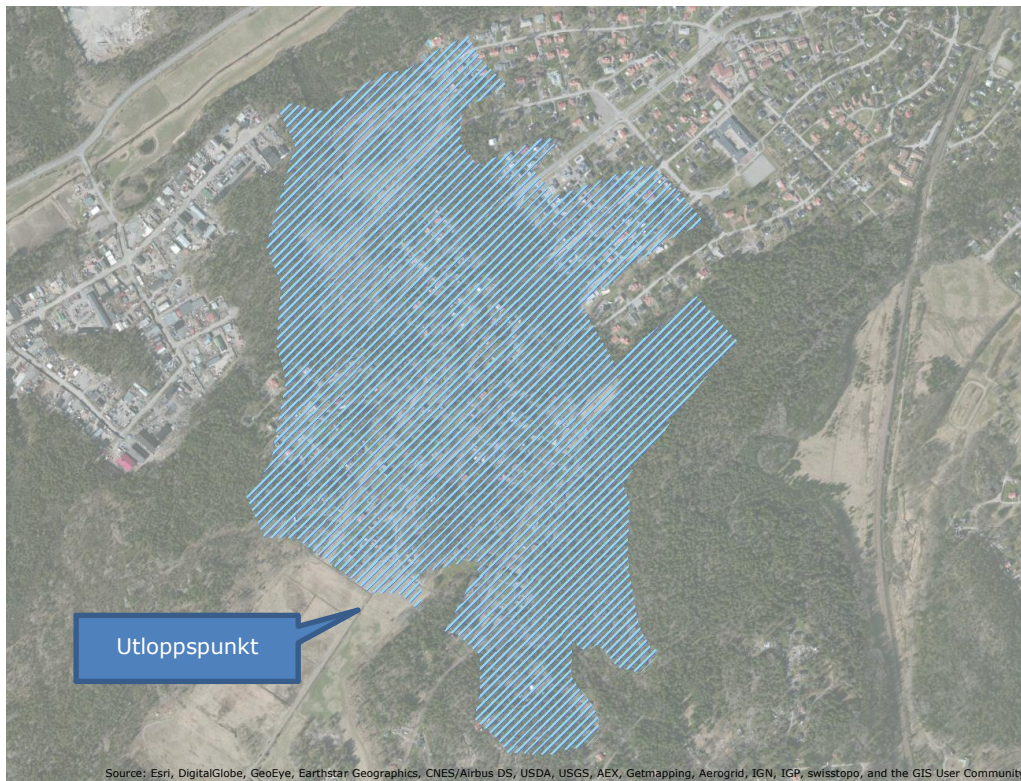 Utloppspunkt
Source: Esri, DigitalGlobe, GeoEye, Earthstar Geographics, CNES/Airbus DS, USDA, USGS, AEX, Getmapping, Aerogrid, IGN, IGP, swisstopo, and the GIS User Communit